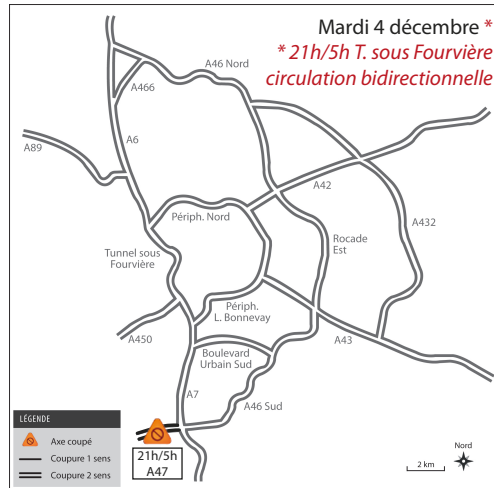 Mardi 4 décembre *
* 21h/5h T. sous Fourvière
circulation bidirectionnelle
A46 Nord
A466
A6
A89
A42
Périph. Nord
A432
Rocade
Est
Tunnel sous
Fourvière
Périph.
L. Bonnevay
A450
A43
Boulevard
Urbain Sud
A7
A46 Sud
LÉGENDE
Axe coupé
Coupure 1 sens
Coupure 2 sens
21h/5h
A47
Nord
2 km